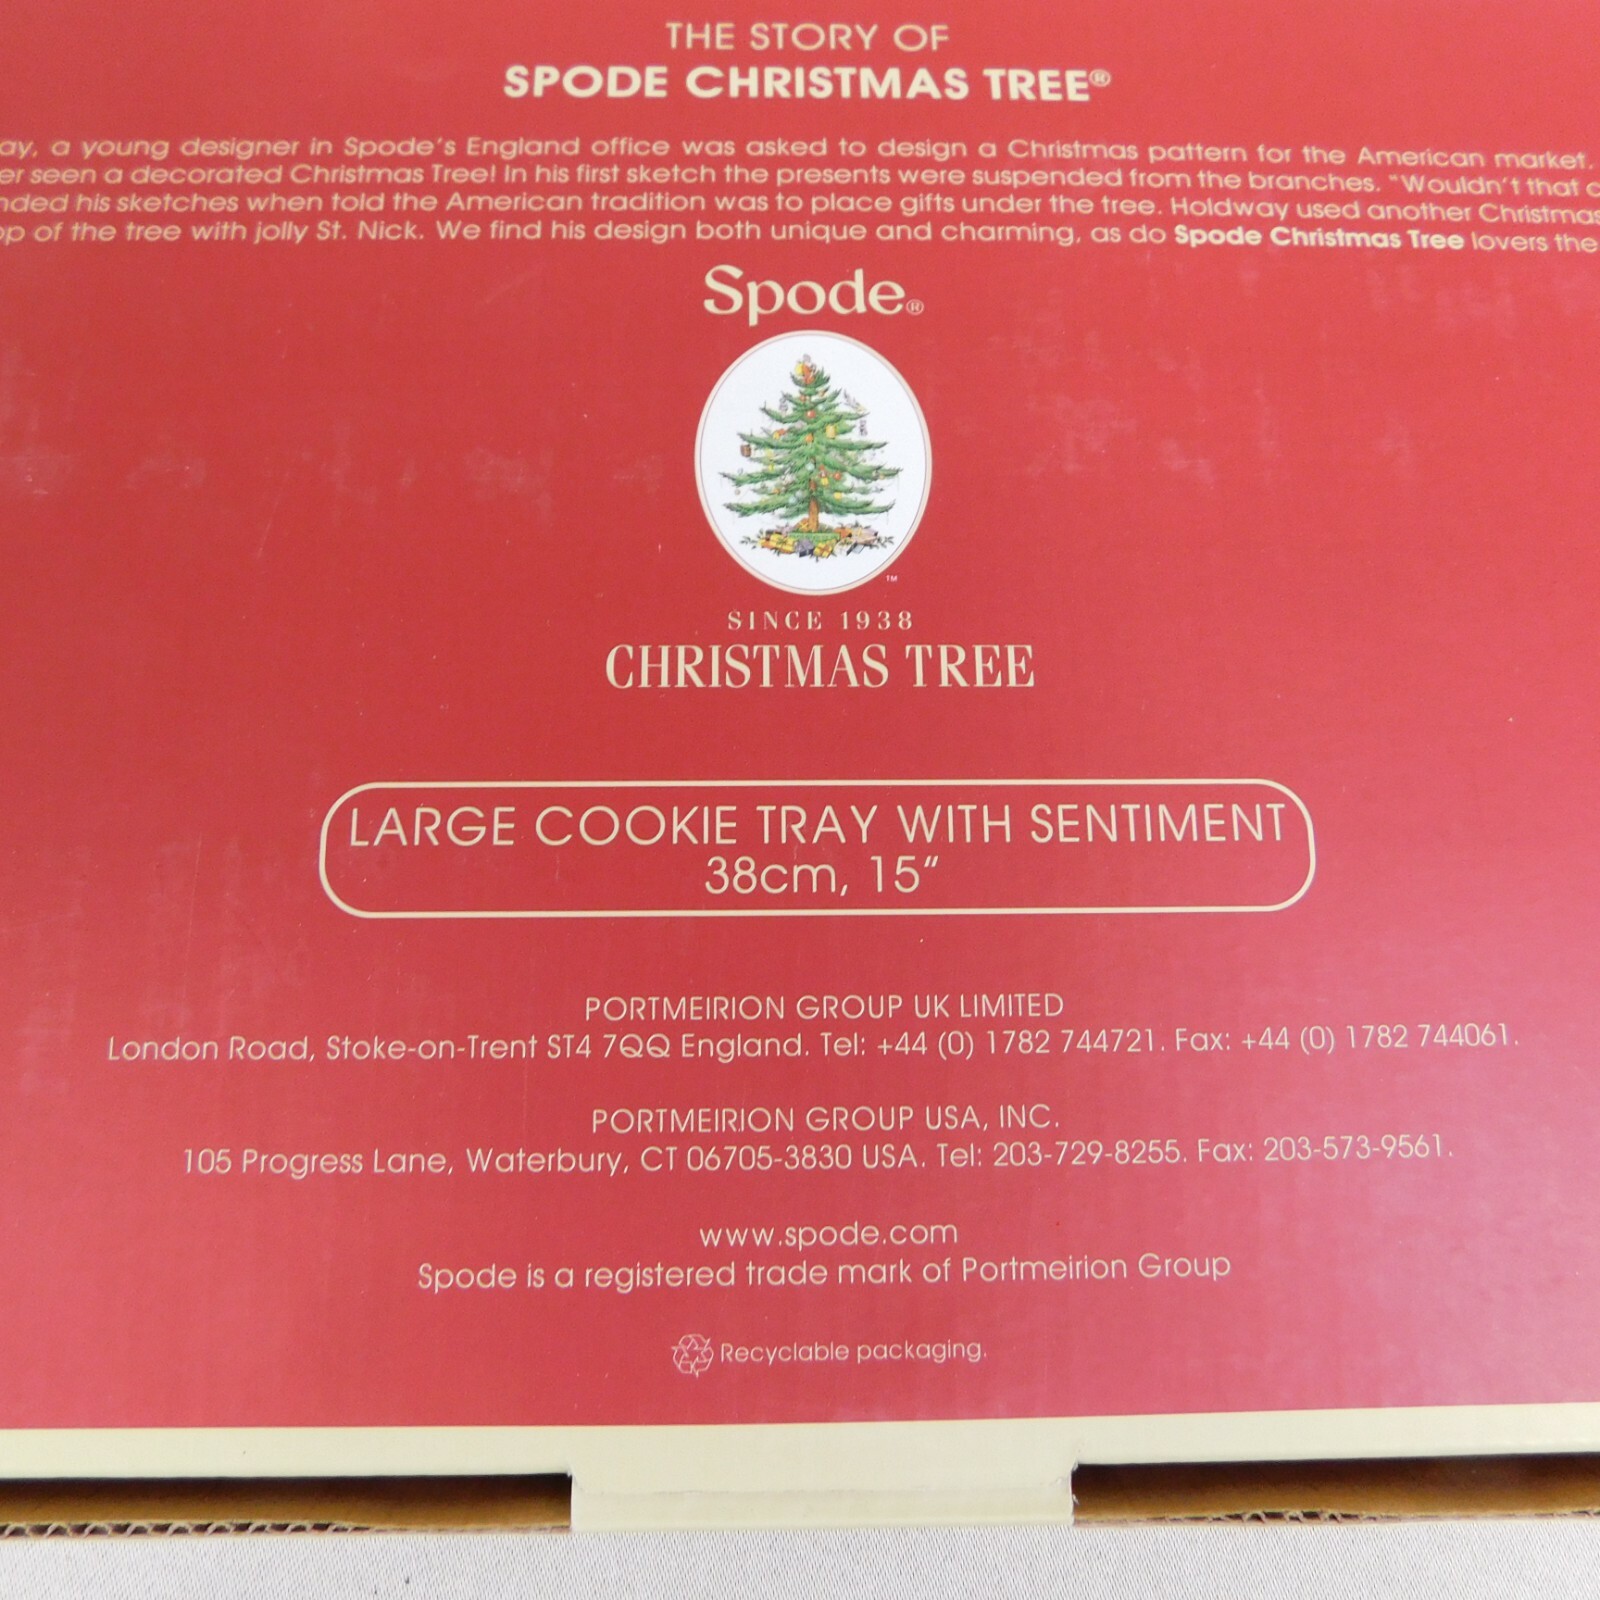 THE STORY OF
SPODE CHRISTMAS TREE®
ay, a young designer in Spode's England office was asked to design a Christmas pattern for the American market.
er seen a decorated Christmas Tree! In his first sketch the presents were suspended from the branches. "Wouldn't that c
nded his sketches when told the American tradition was to place gifts under the tree. Holdway used another Christmas
op of the tree with jolly St. Nick. We find his design both unique and charming, as do Spode Christmas Tree lovers the
Spode®
TM
SINCE 1938
CHRISTMAS TREE
LARGE COOKIE TRAY WITH SENTIMENT
38cm, 15"
PORTMEIRION GROUP UK LIMITED
London Road, Stoke-on-Trent ST4 7QQ England. Tel: +44 (0) 1782 744721. Fax: +44 (0) 1782 744061.
PORTMEIRION GROUP USA, INC.
105 Progress Lane, Waterbury, CT 06705-3830 USA. Tel: 203-729-8255. Fax: 203-573-9561.
www.spode.com
Spode is a registered trade mark of Portmeirion Group
Recyclable packaging.